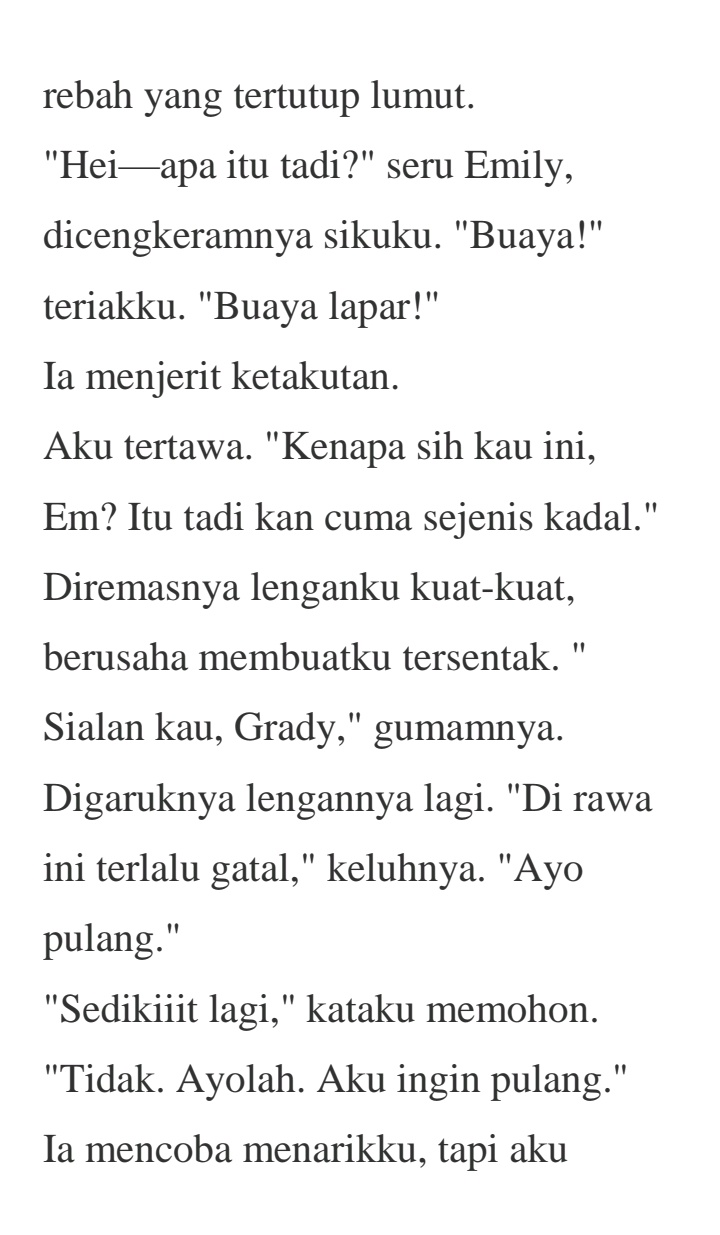 rebah yang tertutup lumut.
"Hei—apa itu tadi?" seru Emily,
dicengkeramnya sikuku. "Buaya!"
teriakku. "Buaya lapar!"
Ia menjerit ketakutan.
Aku tertawa. "Kenapa sih kau ini,
Em? Itu tadi kan cuma sejenis kadal."
Diremasnya lenganku kuat-kuat,
berusaha membuatku tersentak. "
Sialan kau, Grady," gumamnya.
Digaruknya lengannya lagi. "Di rawa
ini terlalu gatal," keluhnya. "Ayo
pulang."
"Sedikiiit lagi," kataku memohon.
"Tidak. Ayolah. Aku ingin pulang."
Ia mencoba menarikku, tapi aku